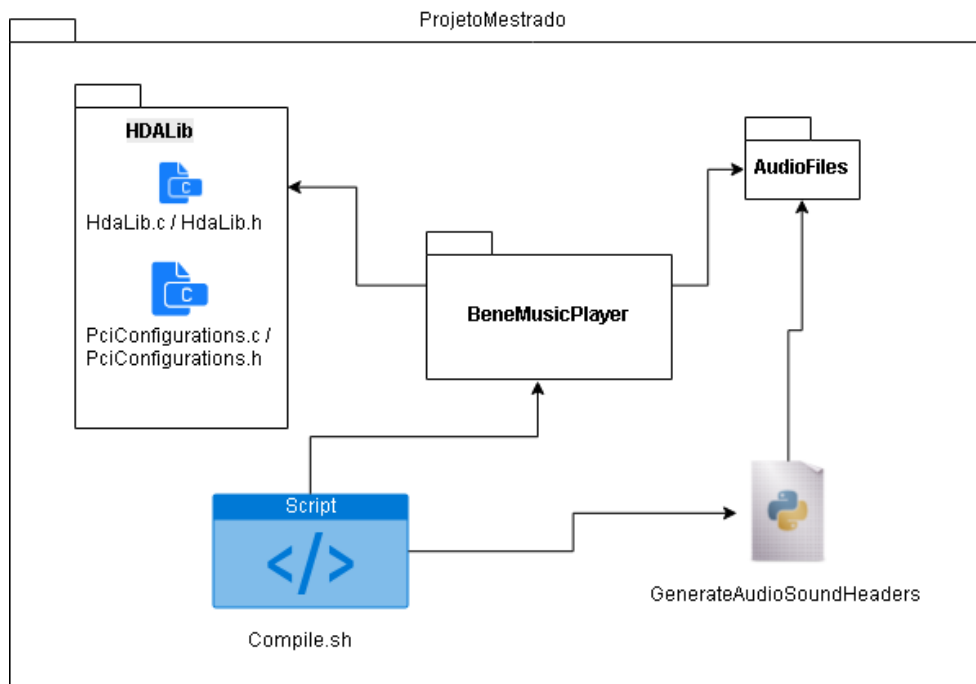 ProjetoMestrado
HDALib
C
HdaLib.c / HdaLib.h
C
PciConfigurations.c /
PciConfigurations.h
AudioFiles
BeneMusicPlayer
Script
</>
Compile.sh
GenerateAudioSoundHeaders